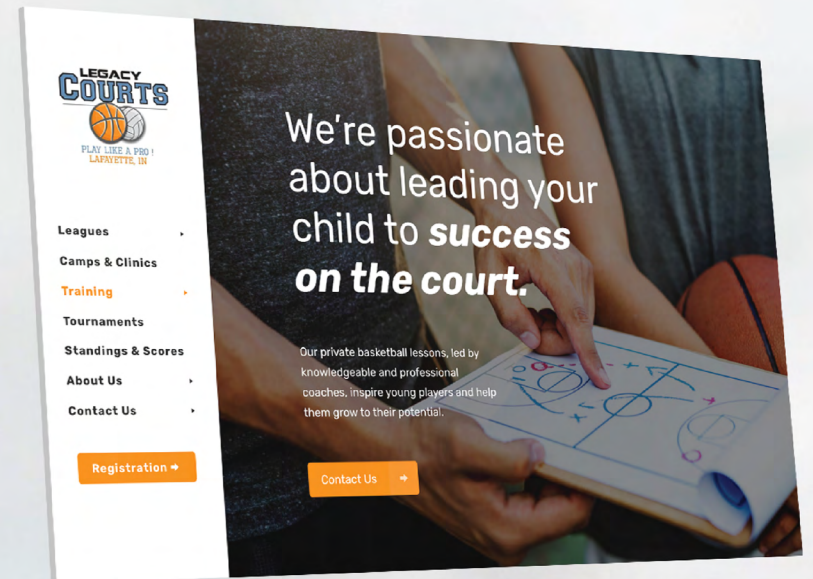 LEGACY
COURTS
PLAY LIKE A PRO !
LAFAYETTE, IN
Leagues
Camps & Clinics
Training
Tournaments
Standings & Scores
About Us
Contact Us
Registration
We're passionate
about leading your
child to success
on the court.
Our private basketball lessons, led by
knowledgeable and professional
coaches, inspire young players and help
them grow to their potential.
Contact Us